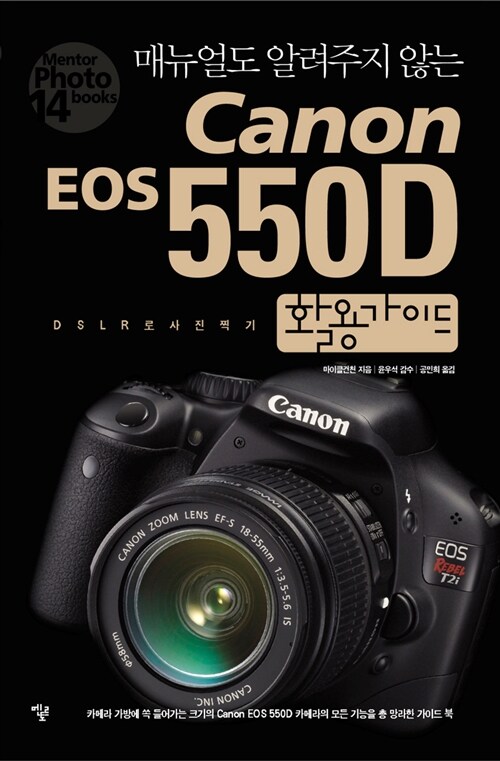 Mentor
Photo
14 books
매뉴얼도 알려주지 않는
Canon
EOS 550D
DSLR로사진찍기
활용가이드
마이클건천 지음 | 윤우석 감수 | 공민희 옮김
Canon
IMAGE STABILIZER
CANON ZOOM LENS EF-S 18-55mm 1:3.5-5.6 IS
Φ58mm
CANON INC.
EOS
REBEL
T2i
멘토르
카메라 가방에 쏙 들어가는 크기의 Canon EOS 550D 카메라의 모든 기능을 총 망라한 가이드 북